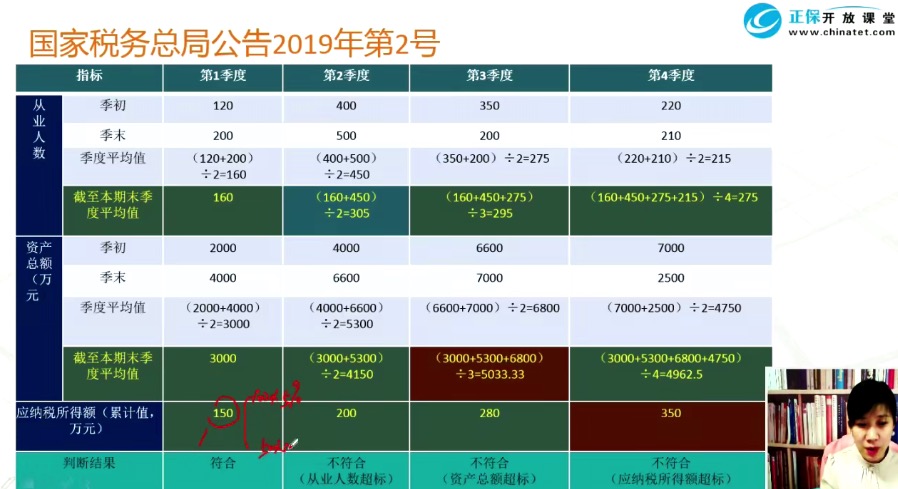 正保开放课堂
www.chinatet.com
国家税务总局公告2019年第2号
指标 第1季度 第2季度 第3季度 第4季度
从业人数
季初 120 400 350 220
季末 200 500 200 210
季度平均值 （120+200）÷2=160 （400+500）÷2=450 （350+200）÷2=275 （220+210）÷2=215
截至本期末季度平均值 160 （160+450）÷2=305 （160+450+275）÷3=295 （160+450+275+215）÷4=275
资产总额（万元
季初 2000 4000 6600 7000
季末 4000 6600 7000 2500
季度平均值 （2000+4000）÷2=3000 （4000+6600）÷2=5300 （6600+7000）÷2=6800 （7000+2500）÷2=4750
截至本期末季度平均值 3000 （3000+5300）÷2=4150 （3000+5300+6800）÷3=5033.33 （3000+5300+6800+4750）÷4=4962.5
应纳税所得额（累计值，万元） 150 200 280 350
判断结果 符合 不符合（从业人数超标） 不符合（资产总额超标） 不符合（应纳税所得额超标）